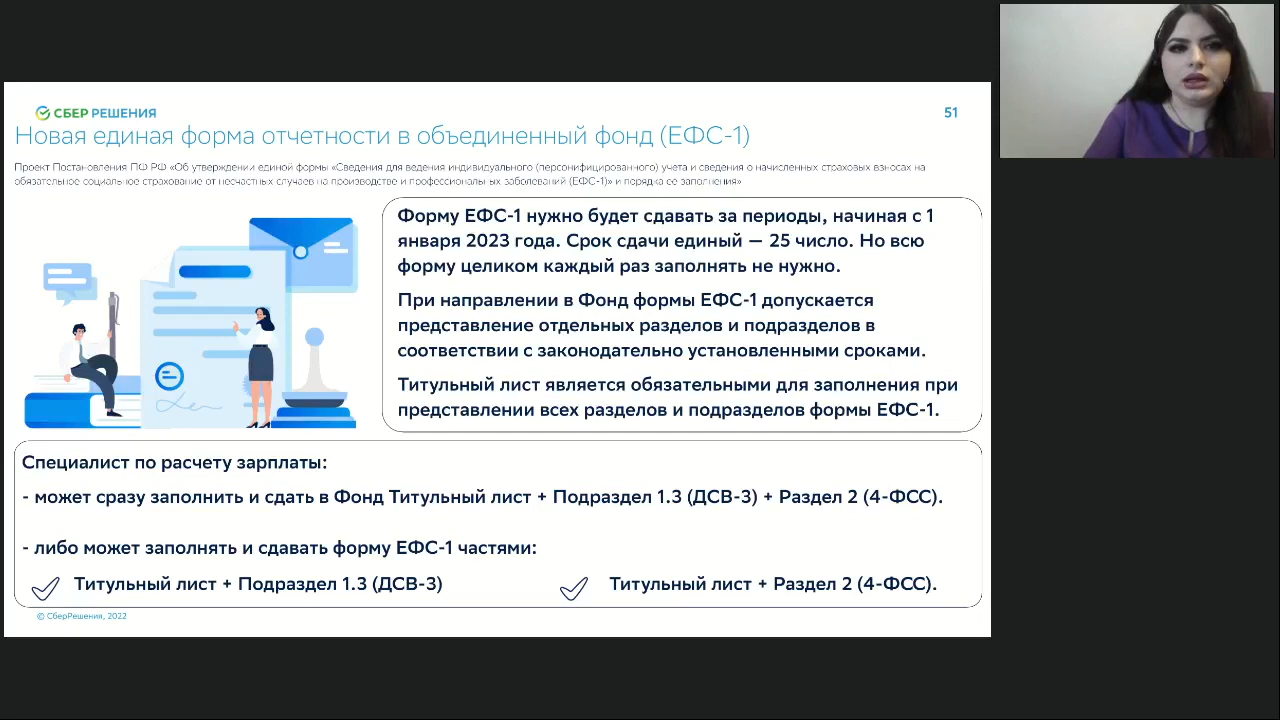 СБЕР РЕШЕНИЯ
51
Новая единая форма отчетности в объединенный фонд (ЕФС-1)
Проект Постановления ПФ РФ «Об утверждении единой формы «Сведения для ведения индивидуального (персонифицированного) учета и сведения о начисленных страховых взносах на
обязательное социальное страхование от несчастных случаев на производстве и профессиональных заболеваний (ЕФС-1)» и порядка ее заполнения»
Форму ЕФС-1 нужно будет сдавать за периоды, начиная с 1
января 2023 года. Срок сдачи единый — 25 число. Но всю
форму целиком каждый раз заполнять не нужно.
При направлении в Фонд формы ЕФС-1 допускается
представление отдельных разделов и подразделов в
соответствии с законодательно установленными сроками.
Титульный лист является обязательными для заполнения при
представлении всех разделов и подразделов формы ЕФС-1.
Специалист по расчету зарплаты:
- может сразу заполнить и сдать в Фонд Титульный лист + Подраздел 1.3 (ДСВ-3) + Раздел 2 (4-ФСС).
- либо может заполнять и сдавать форму ЕФС-1 частями:
Титульный лист + Подраздел 1.3 (ДСВ-3)
Титульный лист + Раздел 2 (4-ФСС).
© СберРешения, 2022